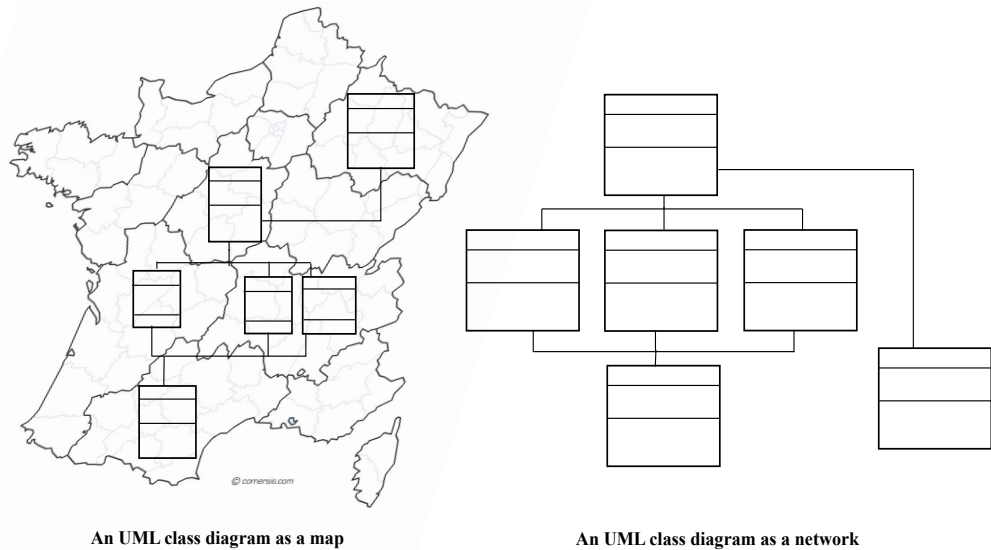 © comersis.com
An UML class diagram as a map
An UML class diagram as a network